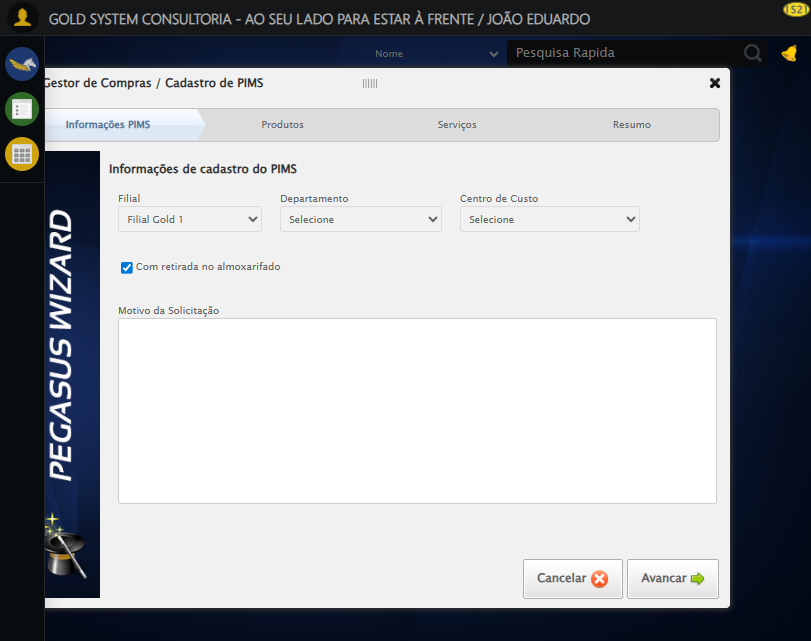 GOLD SYSTEM CONSULTORIA - AO SEU LADO PARA ESTAR À FRENTE / JOÃO EDUARDO
1521
Nome
Pesquisa Rapida
Gestor de Compras / Cadastro de PIMS
Informações PIMS
Produtos
Serviços
Resumo
PEGASUS WIZARD
Informações de cadastro do PIMS
Filial
Departamento
Centro de Custo
Filial Gold 1
Selecione
Selecione
Com retirada no almoxarifado
Motivo da Solicitação
Cancelar
Avancar